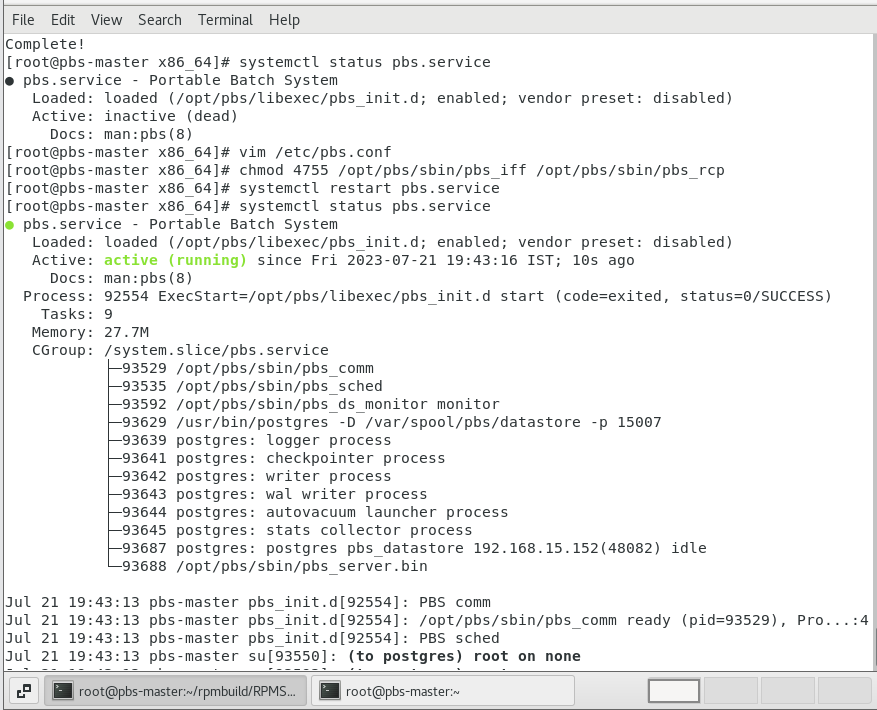 File Edit View Search Terminal Help
Complete!
[root@pbs-master x86_64]# systemctl status pbs.service
● pbs.service - Portable Batch System
   Loaded: loaded (/opt/pbs/libexec/pbs_init.d; enabled; vendor preset: disabled)
   Active: inactive (dead)
     Docs: man:pbs(8)
[root@pbs-master x86_64]# vim /etc/pbs.conf
[root@pbs-master x86_64]# chmod 4755 /opt/pbs/sbin/pbs_iff /opt/pbs/sbin/pbs_rcp
[root@pbs-master x86_64]# systemctl restart pbs.service
[root@pbs-master x86_64]# systemctl status pbs.service
● pbs.service - Portable Batch System
   Loaded: loaded (/opt/pbs/libexec/pbs_init.d; enabled; vendor preset: disabled)
   Active: active (running) since Fri 2023-07-21 19:43:16 IST; 10s ago
     Docs: man:pbs(8)
  Process: 92554 ExecStart=/opt/pbs/libexec/pbs_init.d start (code=exited, status=0/SUCCESS)
    Tasks: 9
   Memory: 27.7M
   CGroup: /system.slice/pbs.service
           ├─93529 /opt/pbs/sbin/pbs_comm
           ├─93535 /opt/pbs/sbin/pbs_sched
           ├─93592 /opt/pbs/sbin/pbs_ds_monitor monitor
           ├─93629 /usr/bin/postgres -D /var/spool/pbs/datastore -p 15007
           ├─93639 postgres: logger process
           ├─93641 postgres: checkpointer process
           ├─93642 postgres: writer process
           ├─93643 postgres: wal writer process
           ├─93644 postgres: autovacuum launcher process
           ├─93645 postgres: stats collector process
           ├─93687 postgres: postgres pbs_datastore 192.168.15.152(48082) idle
           └─93688 /opt/pbs/sbin/pbs_server.bin
Jul 21 19:43:13 pbs-master pbs_init.d[92554]: PBS comm
Jul 21 19:43:13 pbs-master pbs_init.d[92554]: /opt/pbs/sbin/pbs_comm ready (pid=93529), Pro...:4
Jul 21 19:43:13 pbs-master pbs_init.d[92554]: PBS sched
Jul 21 19:43:13 pbs-master su[93550]: (to postgres) root on none
root@pbs-master:~/rpmbuild/RPMS... root@pbs-master:~